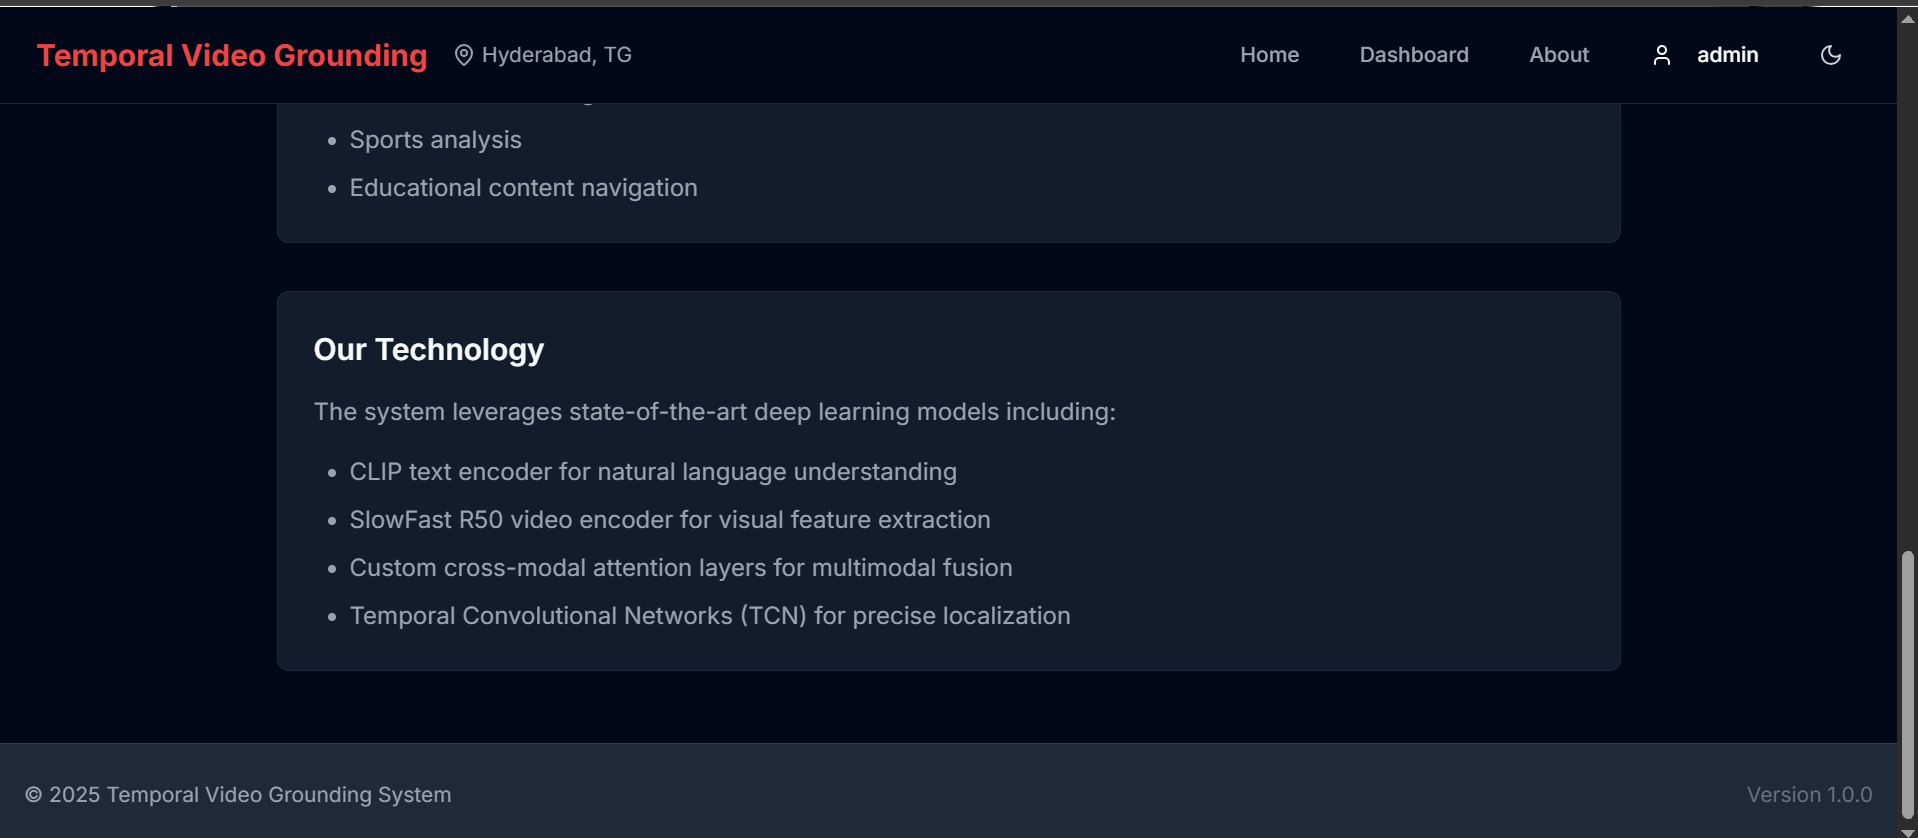 Temporal Video Grounding Hyderabad, TG Home Dashboard About admin
• Sports analysis
• Educational content navigation
Our Technology
The system leverages state-of-the-art deep learning models including:
• CLIP text encoder for natural language understanding
• SlowFast R50 video encoder for visual feature extraction
• Custom cross-modal attention layers for multimodal fusion
• Temporal Convolutional Networks (TCN) for precise localization
© 2025 Temporal Video Grounding System Version 1.0.0